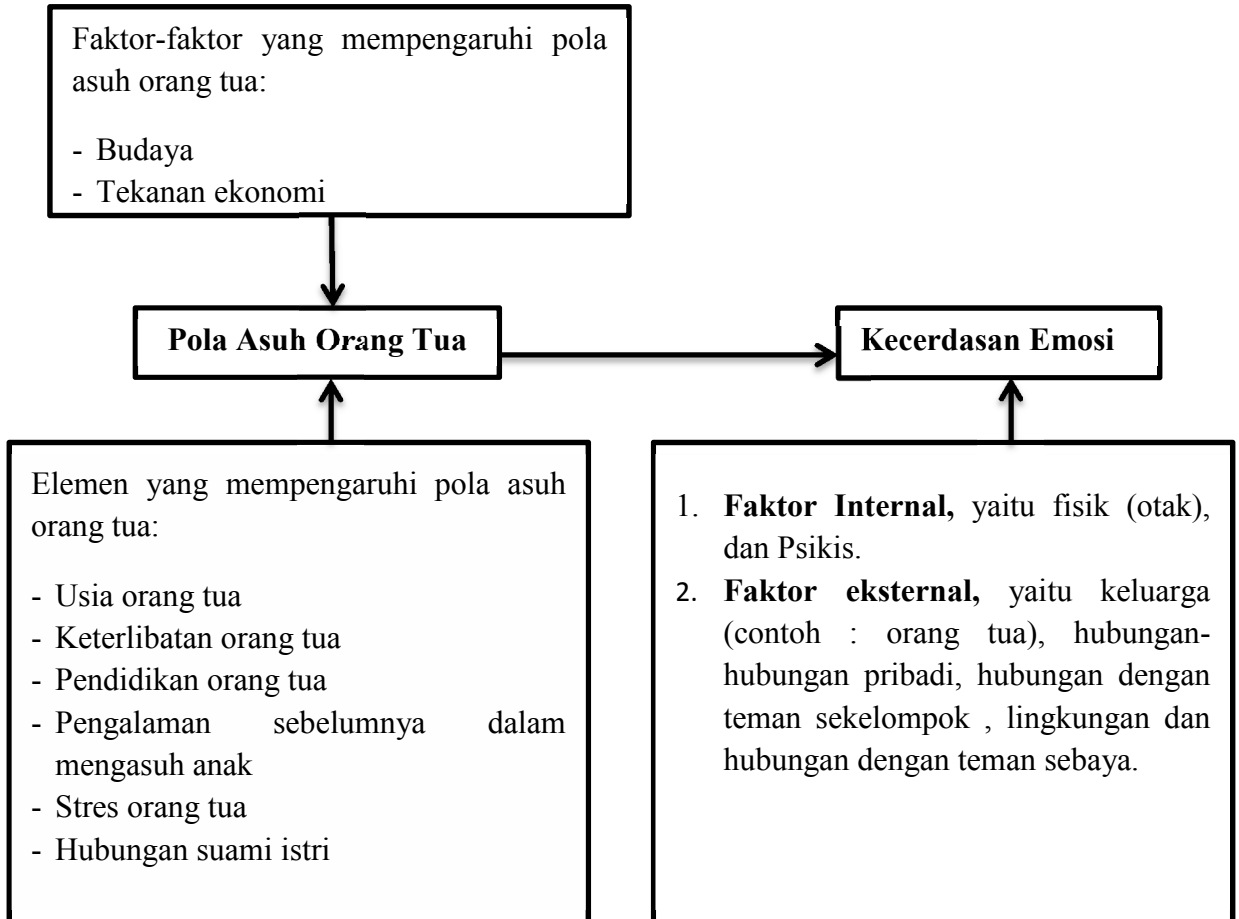 Faktor-faktor yang mempengaruhi pola
asuh orang tua:
- Budaya
- Tekanan ekonomi
Pola Asuh Orang Tua
Kecerdasan Emosi
Elemen yang mempengaruhi pola asuh
orang tua:
- Usia orang tua
- Keterlibatan orang tua
- Pendidikan orang tua
- Pengalaman sebelumnya dalam
mengasuh anak
- Stres orang tua
- Hubungan suami istri
1. Faktor Internal, yaitu fisik (otak),
dan Psikis.
2. Faktor eksternal, yaitu keluarga
(contoh : orang tua), hubungan-
hubungan pribadi, hubungan dengan
teman sekelompok , lingkungan dan
hubungan dengan teman sebaya.